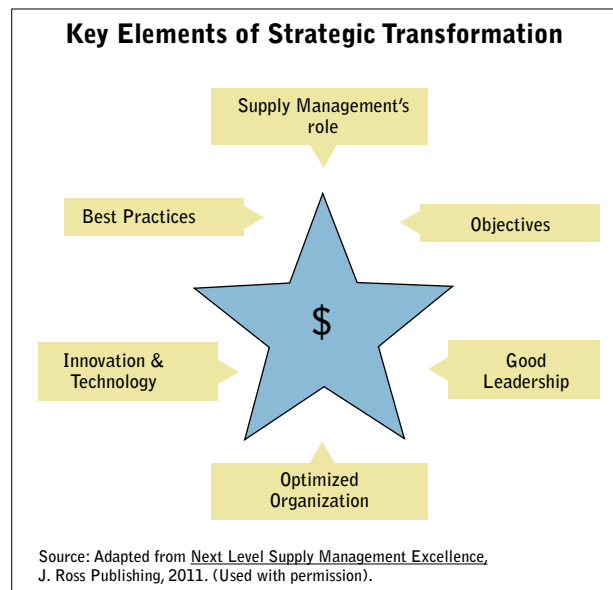 Key Elements of Strategic Transformation
Supply Management's
role
Best Practices
Objectives
$
Innovation &
Technology
Good
Leadership
Optimized
Organization
Source: Adapted from Next Level Supply Management Excellence,
J. Ross Publishing, 2011. (Used with permission).